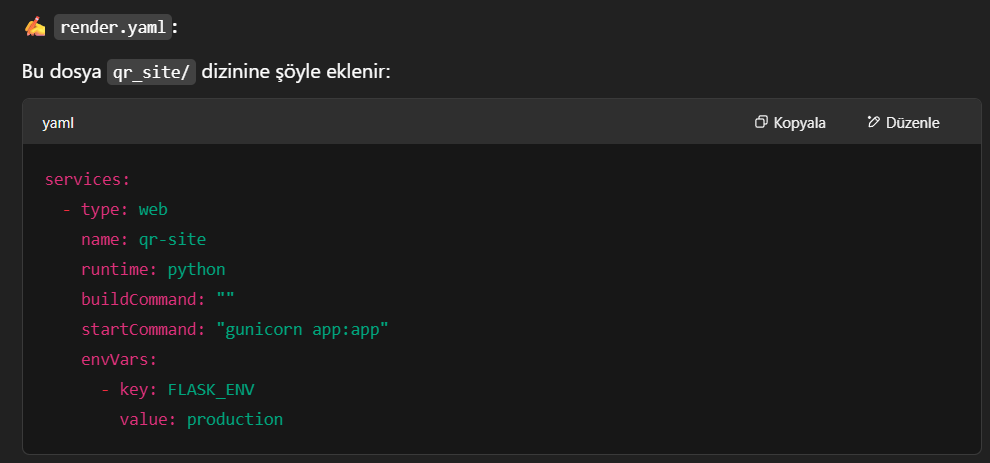 ✍️ render.yaml:
Bu dosya qr_site/ dizinine şöyle eklenir:
yaml Kopyala Düzenle
services:
  - type: web
    name: qr-site
    runtime: python
    buildCommand: ""
    startCommand: "gunicorn app:app"
    envVars:
      - key: FLASK_ENV
        value: production